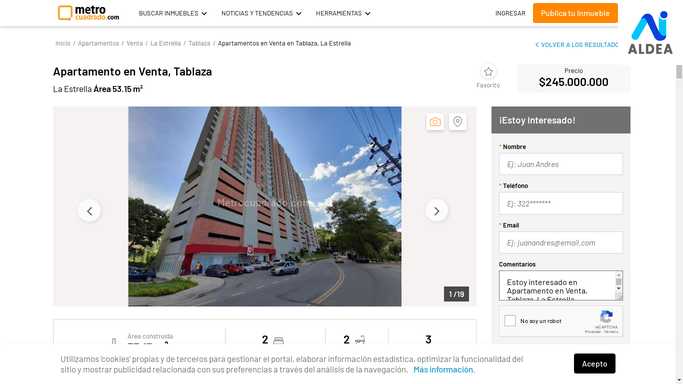 metro
cuadrado.com
BUSCAR INMUEBLES
NOTICIAS Y TENDENCIAS
HERRAMIENTAS
INGRESAR
Publica tu Inmueble
ALDEA
Inicio / Apartamentos / Venta / La Estrella / Tablaza / Apartamentos en Venta en Tablaza, La Estrella
VOLVER A LOS RESULTADO
Apartamento en Venta, Tablaza
La Estrella Área 53.15 m²
Favorito
Precio
$245.000.000
Metrocuadrado.com
1 /19
¡Estoy Interesado!
* Nombre
Ej: Juan Andres
* Teléfono
Ej: 322*******
* Email
Ej: juanandres@email.com
Comentarios
Estoy interesado en
Apartamento en Venta,
Tablaza, La Estrella
No soy un robot
reCAPTCHA
Privacidad - Términos
Área construida
2
2
3
Utilizamos 'cookies' propias y de terceros para gestionar el portal, elaborar información estadística, optimizar la funcionalidad del
sitio y mostrar publicidad relacionada con sus preferencias a través del análisis de la navegación. Más información.
Acepto